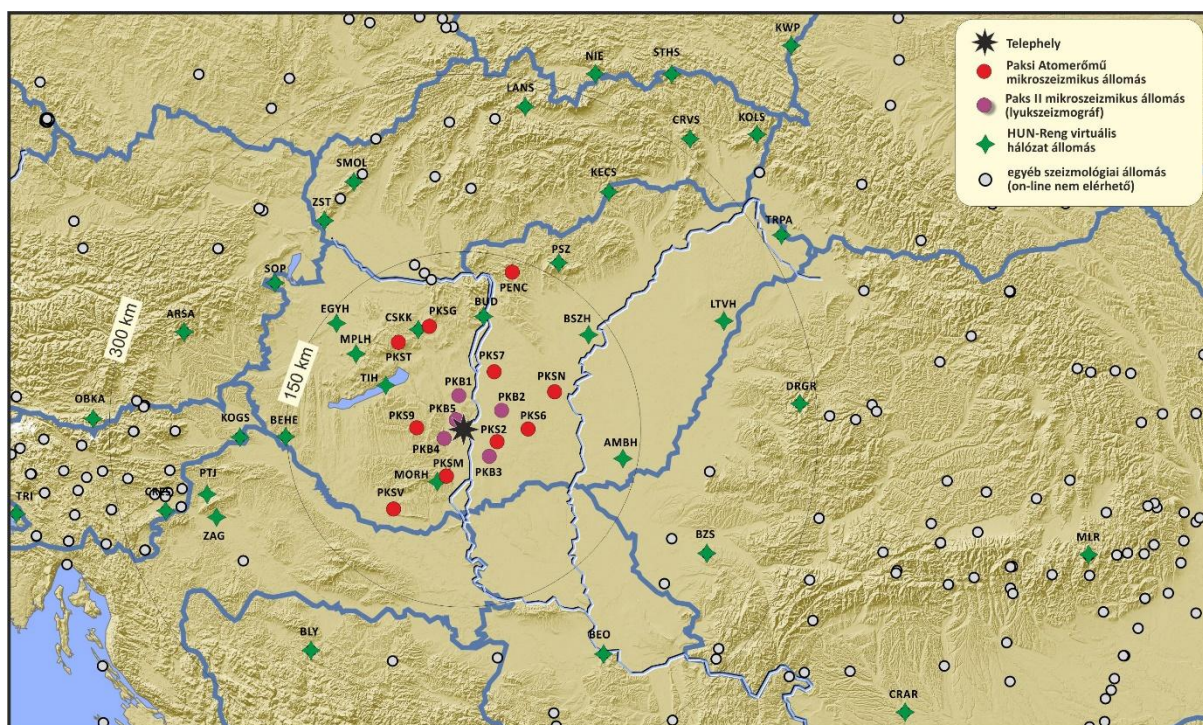 Telephely
Paksi Atomerőmű
mikroszeizmikus állomás
Paks II mikroszeizmikus állomás
(lyukszeizmográf)
HUN-Reng virtuális
hálózat állomás
egyéb szeizmológiai állomás
(on-line nem elérhető)
KWP
NIE
STHS
LANS
CRVS
KOLS
SMOL
KECS
ZST
TRPA
PSZ
SOP
PENC
EGYH
CSKK
PKSG
BUD
LTVH
ARSA
300 km
MPLH
BSZH
PKST
150 km
TIH
PKS7
PKSN
PKB1
DRGR
OBKA
PKB2
KOGS
BEHE
PKS9
PKB5
PKS6
PKS2
PKB4
AMBH
PKB3
PKSM
MORH
PTJ
TRI
PKSV
ZAG
BZS
MLR
BLY
BEO
CRAR